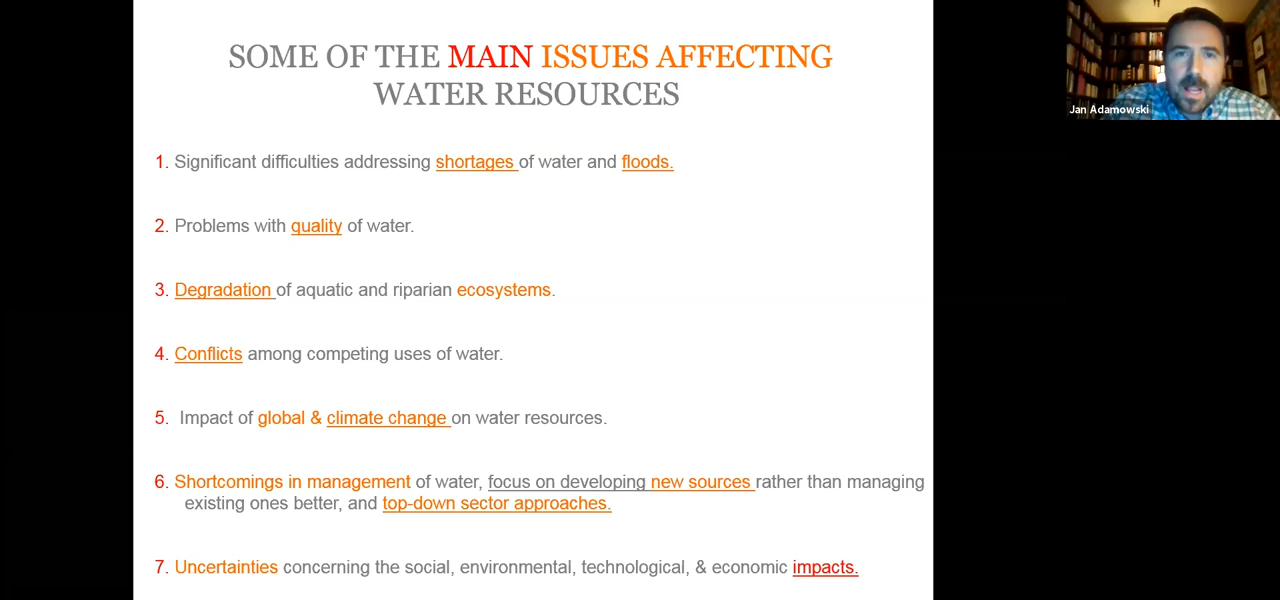 SOME OF THE MAIN ISSUES AFFECTING
WATER RESOURCES
Jan Adamowski
1. Significant difficulties addressing shortages of water and floods.
2. Problems with quality of water.
3. Degradation of aquatic and riparian ecosystems.
4. Conflicts among competing uses of water.
5. Impact of global & climate change on water resources.
6. Shortcomings in management of water, focus on developing new sources rather than managing
existing ones better, and top-down sector approaches.
7. Uncertainties concerning the social, environmental, technological, & economic impacts.